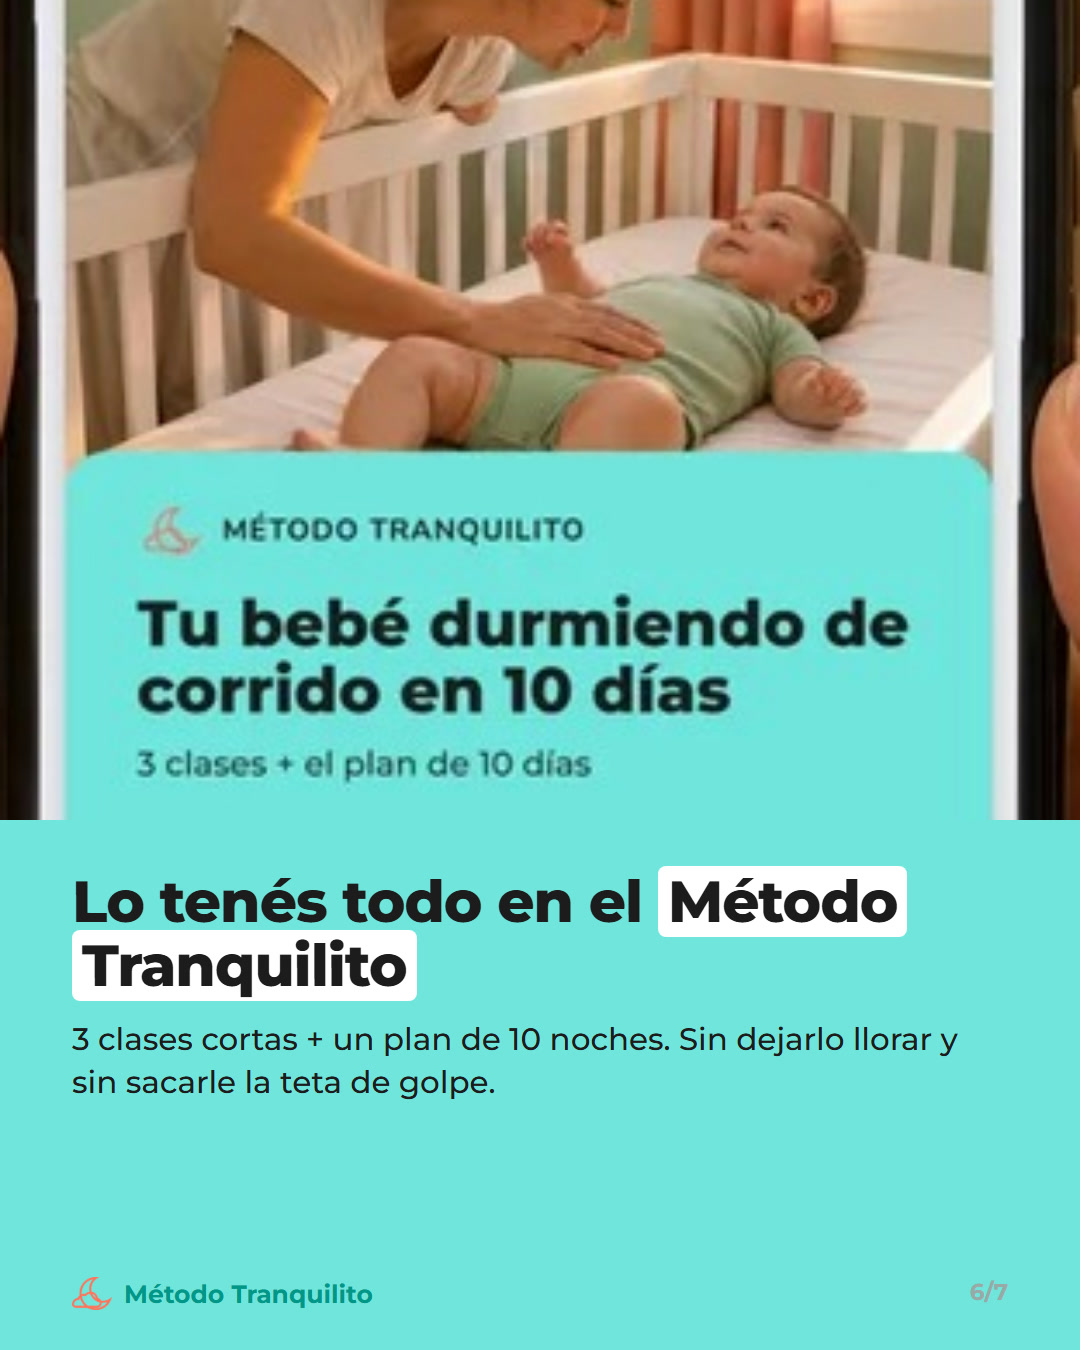 MÉTODO TRANQUILITO
Tu bebé durmiendo de
corrido en 10 días
3 clases + el plan de 10 días
Lo tenés todo en el Método
Tranquilito
3 clases cortas + un plan de 10 noches. Sin dejarlo llorar y
sin sacarle la teta de golpe.
Método Tranquilito
6/7